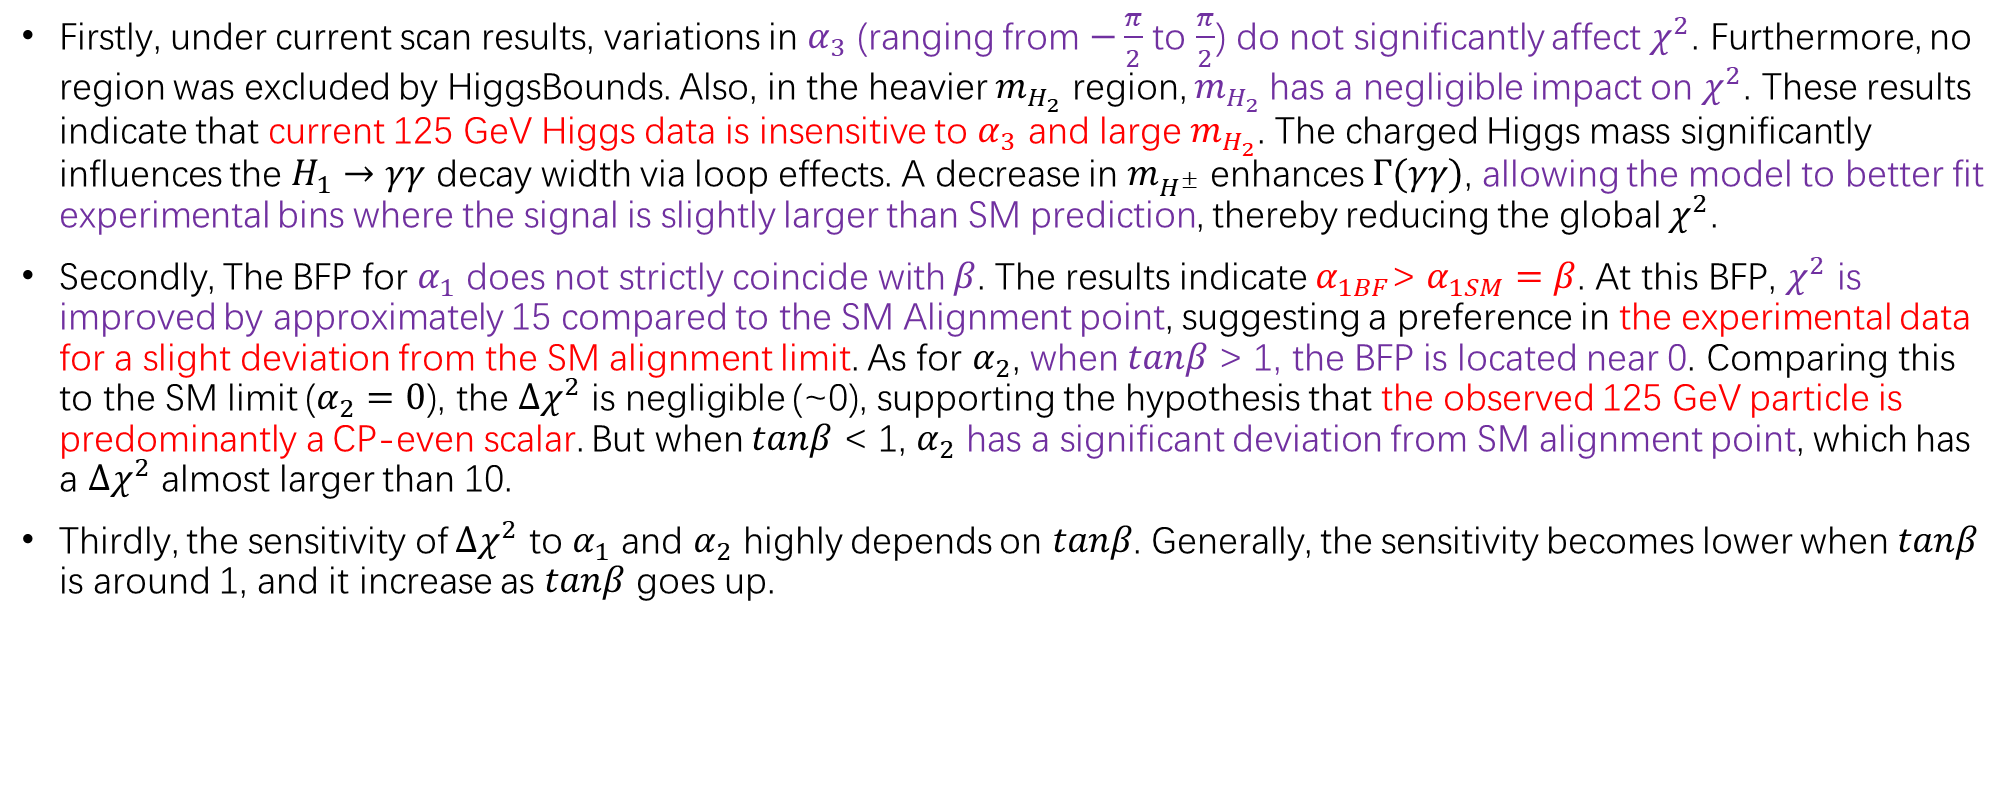 • Firstly, under current scan results, variations in α₃ (ranging from −π/2 to π/2) do not significantly affect χ². Furthermore, no
region was excluded by HiggsBounds. Also, in the heavier m_{H₂} region, m_{H₂} has a negligible impact on χ². These results
indicate that current 125 GeV Higgs data is insensitive to α₃ and large m_{H₂}. The charged Higgs mass significantly
influences the H₁ → γγ decay width via loop effects. A decrease in m_{H^±} enhances Γ(γγ), allowing the model to better fit
experimental bins where the signal is slightly larger than SM prediction, thereby reducing the global χ².
• Secondly, The BFP for α₁ does not strictly coincide with β. The results indicate α_{1BF} > α_{1SM} = β. At this BFP, χ² is
improved by approximately 15 compared to the SM Alignment point, suggesting a preference in the experimental data
for a slight deviation from the SM alignment limit. As for α₂, when tanβ > 1, the BFP is located near 0. Comparing this
to the SM limit (α₂ = 0), the Δχ² is negligible (~0), supporting the hypothesis that the observed 125 GeV particle is
predominantly a CP-even scalar. But when tanβ < 1, α₂ has a significant deviation from SM alignment point, which has
a Δχ² almost larger than 10.
• Thirdly, the sensitivity of Δχ² to α₁ and α₂ highly depends on tanβ. Generally, the sensitivity becomes lower when tanβ
is around 1, and it increase as tanβ goes up.